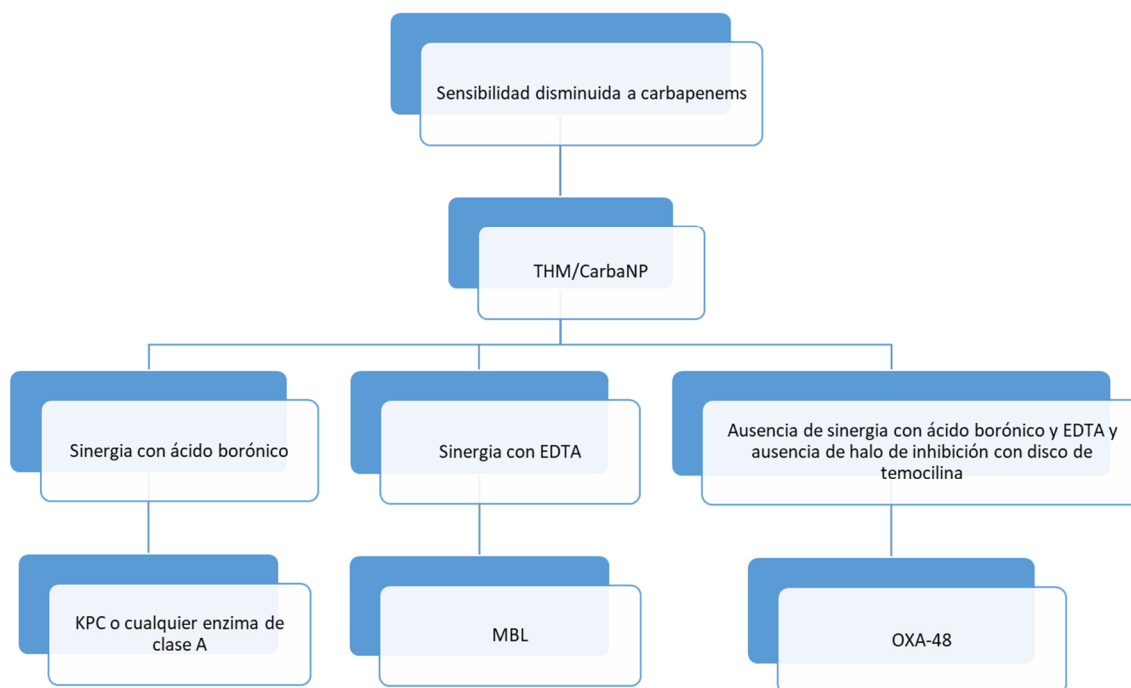 Sensibilidad disminuida a carbapenems
THM/CarbaNP
Sinergia con ácido borónico
Sinergia con EDTA
Ausencia de sinergia con ácido borónico y EDTA y
ausencia de halo de inhibición con disco de
temocilina
KPC o cualquier enzima de
clase A
MBL
OXA-48